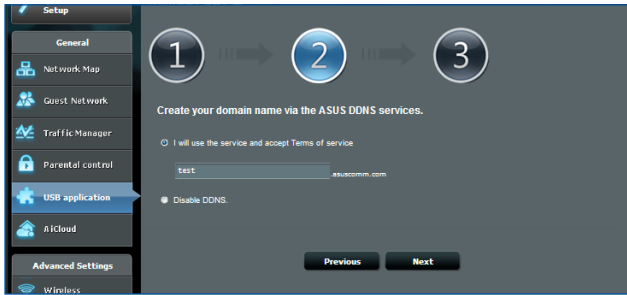 Setup
General
Network Map
Guest Network
Traffic Manager
Parental control
USB application
AiCloud
Advanced Settings
Wireless
1
2
3
Create your domain name via the ASUS DDNS services.
I will use the service and accept Terms of service
test .asuscomm.com
Disable DDNS.
Previous Next